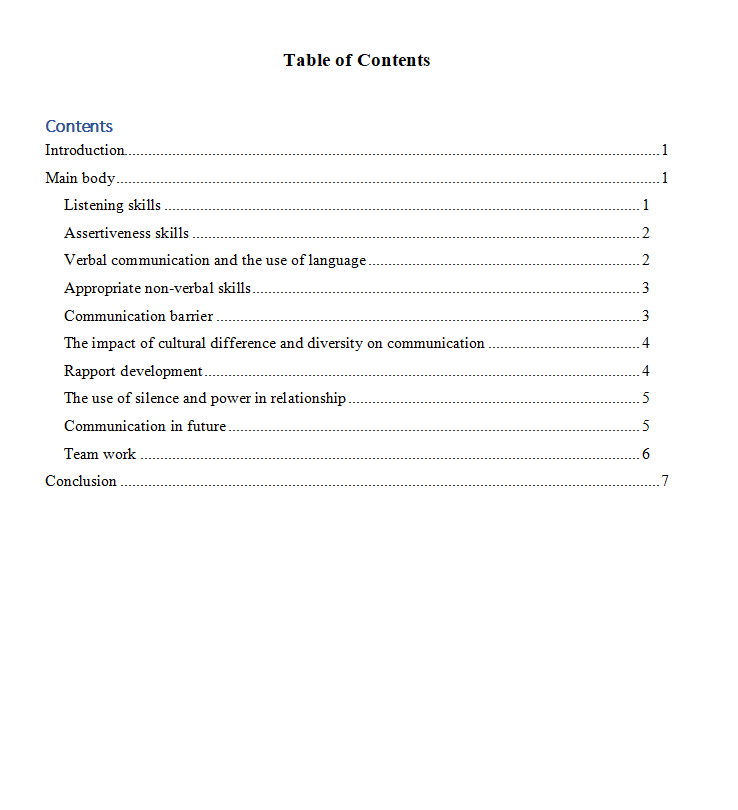 Table of Contents
Contents
Introduction.......................................................................................................................................1
Main body.........................................................................................................................................1
Listening skills ........................................................................................................................1
Assertiveness skills .................................................................................................................2
Verbal communication and the use of language.....................................................................2
Appropriate non-verbal skills..................................................................................................3
Communication barrier ...........................................................................................................3
The impact of cultural difference and diversity on communication ......................................4
Rapport development..............................................................................................................4
The use of silence and power in relationship..........................................................................5
Communication in future........................................................................................................5
Team work ..............................................................................................................................6
Conclusion ........................................................................................................................................7